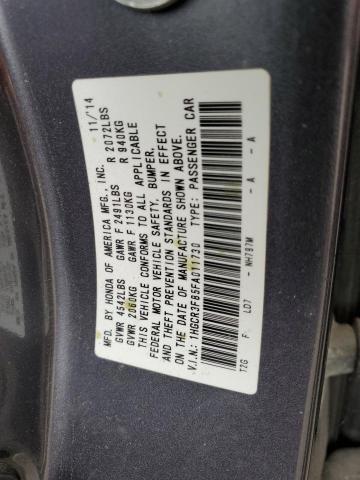 MFD. BY HONDA OF AMERICA MFG., INC. 11/14
GVWR 4542LBS GAWR F 2491LBS R 2072LBS
GVWR 2060KG GAWR F 1130KG R 940KG
THIS VEHICLE CONFORMS TO ALL APPLICABLE
FEDERAL MOTOR VEHICLE SAFETY, BUMPER,
AND THEFT PREVENTION STANDARDS IN EFFECT
ON THE DATE OF MANUFACTURE SHOWN ABOVE.
V.I.N.: 1HGCR3F85FA011730 TYPE: PASSENGER CAR
T2G F LD7 - NH797M - A - A